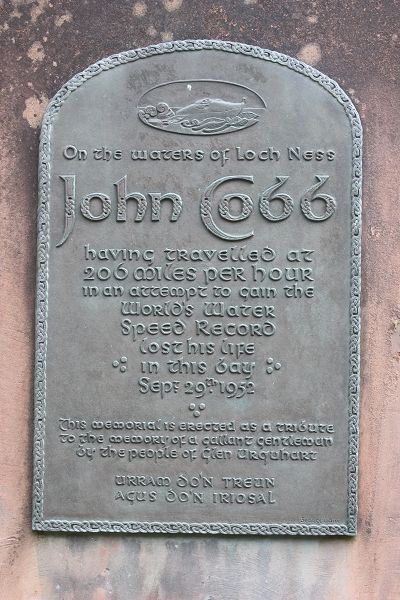 On the waters of Loch Ness
John Cobb
having travelled at
206 miles per hour
in an attempt to gain the
World's Water
Speed Record
lost his life
in this bay
Sept 29th 1952
This memorial is erected as a tribute
to the memory of a gallant gentleman
by the people of Glen Urquhart
URRAM DO'N TREUN
AGUS DO'N IRIOSAL